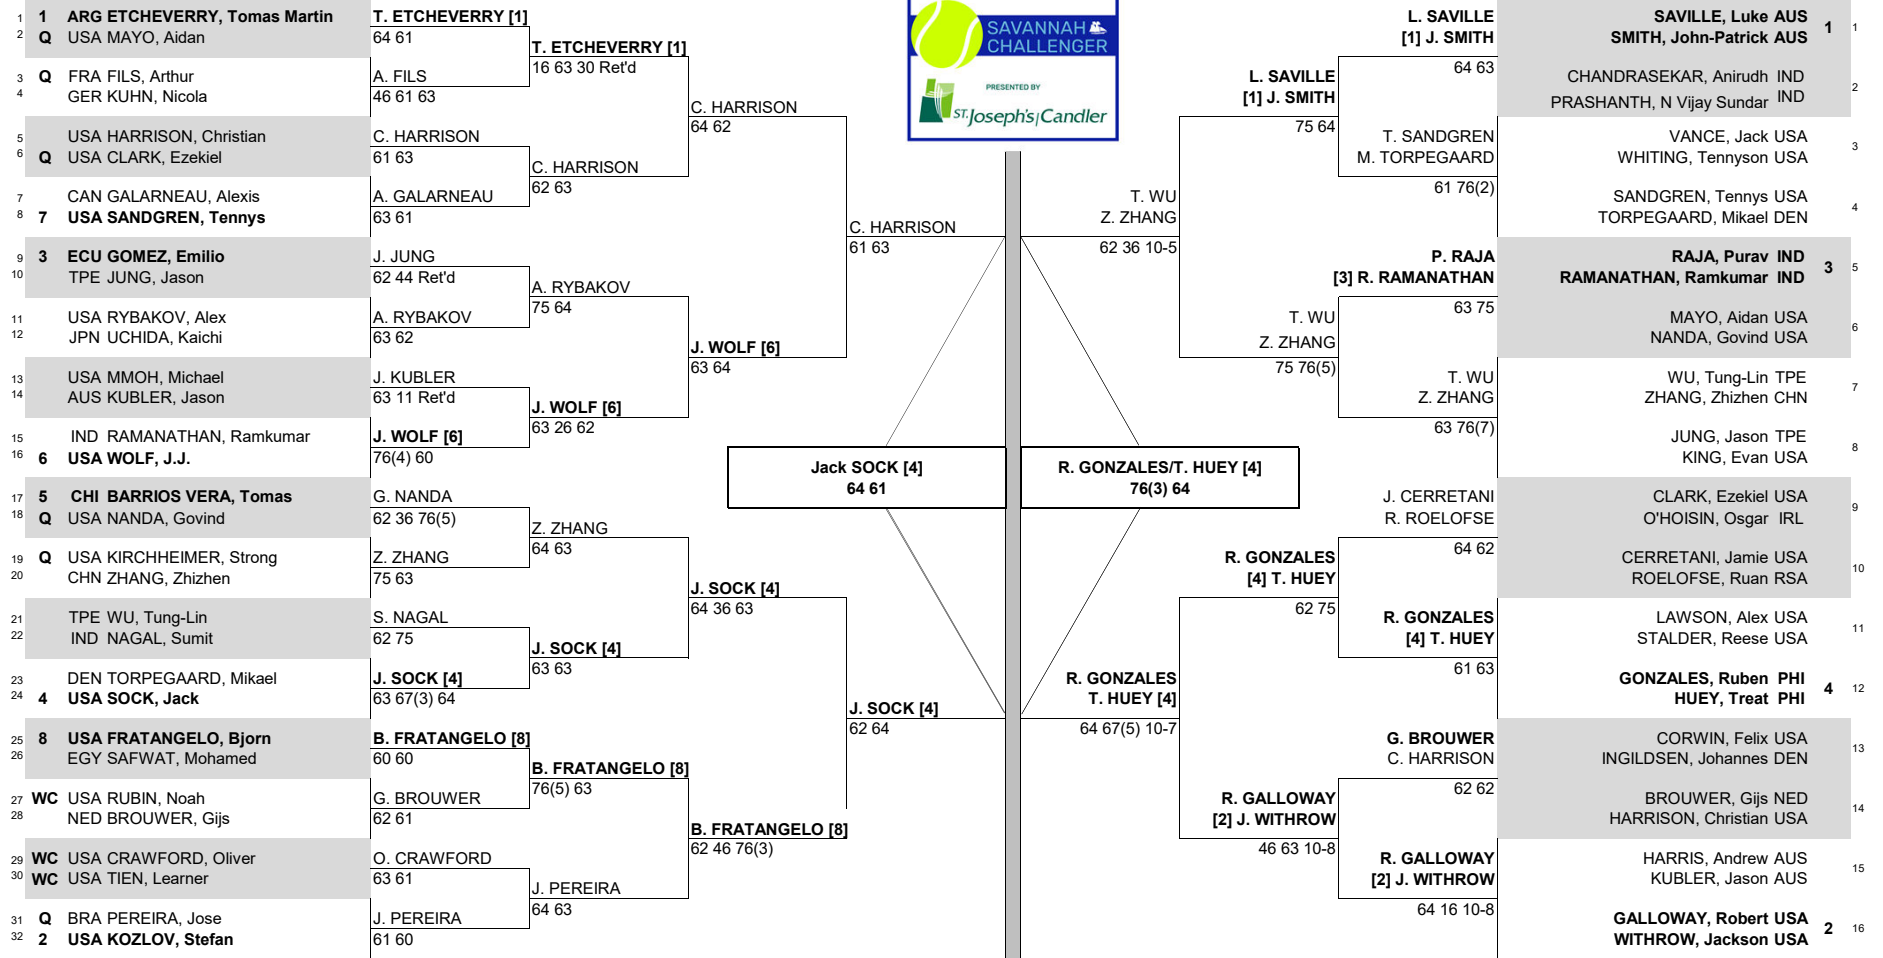 SAVANNAH
CHALLENGER
PRESENTED BY
ST. Joseph's | Candler
1 1 ARG ETCHEVERRY, Tomas Martin
2 Q USA MAYO, Aidan
3 Q FRA FILS, Arthur
4 GER KUHN, Nicola
5 USA HARRISON, Christian
6 Q USA CLARK, Ezekiel
7 CAN GALARNEAU, Alexis
8 7 USA SANDGREN, Tennys
9 3 ECU GOMEZ, Emilio
10 TPE JUNG, Jason
11 USA RYBAKOV, Alex
12 JPN UCHIDA, Kaichi
13 USA MMOH, Michael
14 AUS KUBLER, Jason
15 IND RAMANATHAN, Ramkumar
16 6 USA WOLF, J.J.
17 5 CHI BARRIOS VERA, Tomas
18 Q USA NANDA, Govind
19 Q USA KIRCHHEIMER, Strong
20 CHN ZHANG, Zhizhen
21 TPE WU, Tung-Lin
22 IND NAGAL, Sumit
23 DEN TORPEGAARD, Mikael
24 4 USA SOCK, Jack
25 8 USA FRATANGELO, Bjorn
26 EGY SAFWAT, Mohamed
27 WC USA RUBIN, Noah
28 NED BROUWER, Gijs
29 WC USA CRAWFORD, Oliver
30 WC USA TIEN, Learner
31 Q BRA PEREIRA, Jose
32 2 USA KOZLOV, Stefan
T. ETCHEVERRY [1]
64 61
A. FILS
46 61 63
C. HARRISON
61 63
A. GALARNEAU
63 61
J. JUNG
62 44 Ret'd
A. RYBAKOV
63 62
J. KUBLER
63 11 Ret'd
J. WOLF [6]
76(4) 60
G. NANDA
62 36 76(5)
Z. ZHANG
75 63
S. NAGAL
62 75
J. SOCK [4]
63 67(3) 64
B. FRATANGELO [8]
60 60
G. BROUWER
62 61
O. CRAWFORD
63 61
J. PEREIRA
61 60
T. ETCHEVERRY [1]
16 63 30 Ret'd
C. HARRISON
62 63
A. RYBAKOV
75 64
J. WOLF [6]
63 26 62
Z. ZHANG
64 63
J. SOCK [4]
63 63
B. FRATANGELO [8]
76(5) 63
J. PEREIRA
64 63
C. HARRISON
64 62
J. WOLF [6]
63 64
J. SOCK [4]
64 36 63
B. FRATANGELO [8]
62 46 76(3)
C. HARRISON
61 63
J. SOCK [4]
62 64
Jack SOCK [4]
64 61
R. GONZALES/T. HUEY [4]
76(3) 64
T. WU
Z. ZHANG
62 36 10-5
R. GONZALES
T. HUEY [4]
64 67(5) 10-7
L. SAVILLE
[1] J. SMITH
75 64
T. WU
Z. ZHANG
75 76(5)
R. GONZALES
[4] T. HUEY
62 75
R. GALLOWAY
[2] J. WITHROW
46 63 10-8
L. SAVILLE
[1] J. SMITH
64 63
T. SANDGREN
M. TORPEGAARD
61 76(2)
P. RAJA
[3] R. RAMANATHAN
63 75
T. WU
Z. ZHANG
63 76(7)
J. CERRETANI
R. ROELOFSE
64 62
R. GONZALES
[4] T. HUEY
61 63
G. BROUWER
C. HARRISON
62 62
R. GALLOWAY
[2] J. WITHROW
64 16 10-8
SAVILLE, Luke AUS
SMITH, John-Patrick AUS
1 1
CHANDRASEKAR, Anirudh IND
PRASHANTH, N Vijay Sundar IND
2
VANCE, Jack USA
WHITING, Tennyson USA
3
SANDGREN, Tennys USA
TORPEGAARD, Mikael DEN
4
RAJA, Purav IND
RAMANATHAN, Ramkumar IND
3 5
MAYO, Aidan USA
NANDA, Govind USA
6
WU, Tung-Lin TPE
ZHANG, Zhizhen CHN
7
JUNG, Jason TPE
KING, Evan USA
8
CLARK, Ezekiel USA
O'HOISIN, Osgar IRL
9
CERRETANI, Jamie USA
ROELOFSE, Ruan RSA
10
LAWSON, Alex USA
STALDER, Reese USA
11
GONZALES, Ruben PHI
HUEY, Treat PHI
4 12
CORWIN, Felix USA
INGILDSEN, Johannes DEN
13
BROUWER, Gijs NED
HARRISON, Christian USA
14
HARRIS, Andrew AUS
KUBLER, Jason AUS
15
GALLOWAY, Robert USA
WITHROW, Jackson USA
2 16